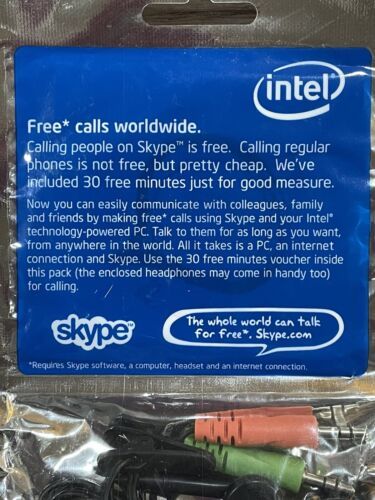 intel
Free* calls worldwide.
Calling people on Skype™ is free. Calling regular
phones is not free, but pretty cheap. We've
included 30 free minutes just for good measure.
Now you can easily communicate with colleagues, family
and friends by making free* calls using Skype and your Intel®
technology-powered PC. Talk to them for as long as you want,
from anywhere in the world. All it takes is a PC, an internet
connection and Skype. Use the 30 free minutes voucher inside
this pack (the enclosed headphones may come in handy too)
for calling.
skype™
The whole world can talk
for free*. Skype.com
*Requires Skype software, a computer, headset and an internet connection.